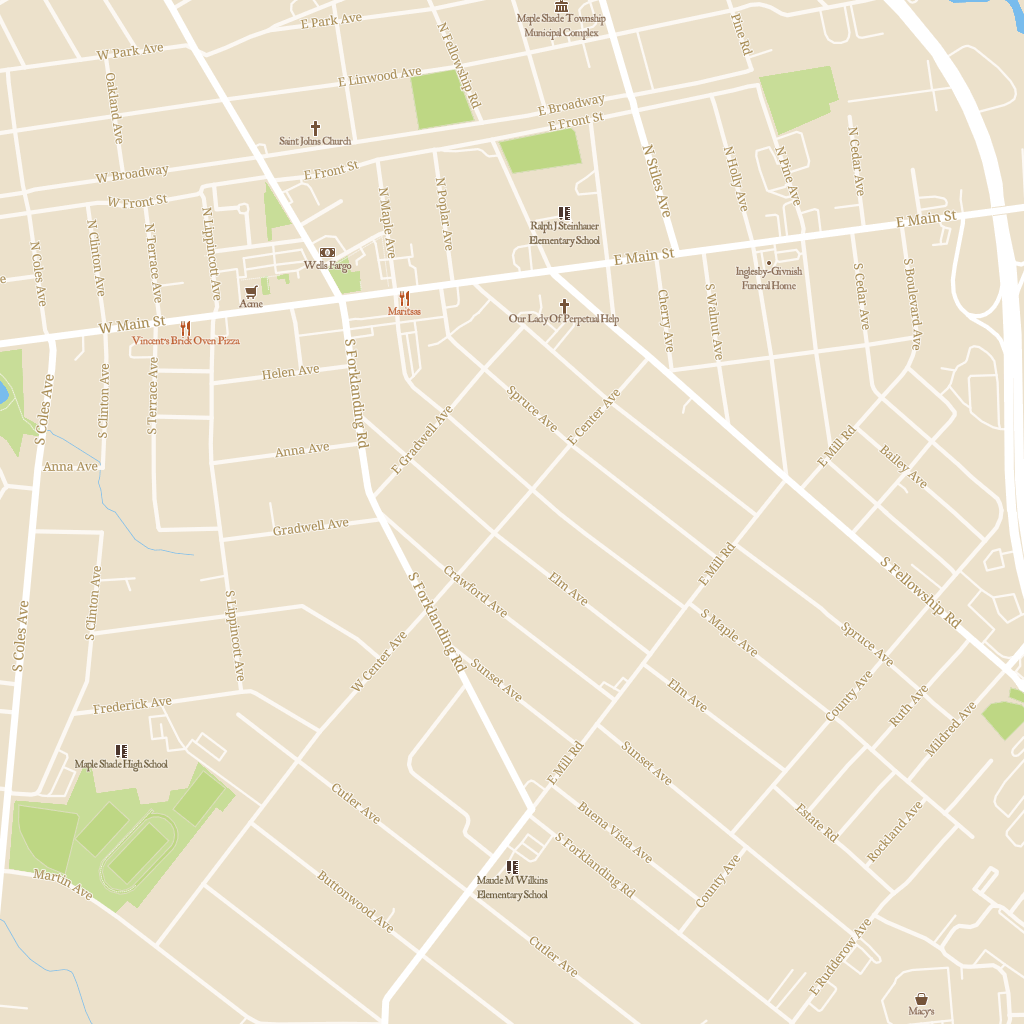 Maple Shade Township
Municipal Complex
E Park Ave
W Park Ave
N Fellowship Rd
Pine Rd
E Linwood Ave
Oakland Ave
E Broadway
E Front St
Saint Johns Church
W Broadway
E Front St
W Front St
N Stiles Ave
N Holly Ave
N Pine Ave
N Cedar Ave
N Coles Ave
N Clinton Ave
N Terrace Ave
N Lippincott Ave
N Maple Ave
N Poplar Ave
Ralph J Steinhauer
Elementary School
E Main St
E Main St
Wells Fargo
Inglesby-Givnish
Funeral Home
Acme
Maritsas
Our Lady Of Perpetual Help
W Main St
Vincent's Brick Oven Pizza
Cherry Ave
S Walnut Ave
S Cedar Ave
S Boulevard Ave
S Coles Ave
S Clinton Ave
S Terrace Ave
Helen Ave
S Forklanding Rd
E Gradwell Ave
Spruce Ave
E Center Ave
E Mill Rd
Bailey Ave
Anna Ave
Anna Ave
Gradwell Ave
Crawford Ave
Elm Ave
E Mill Rd
S Fellowship Rd
S Coles Ave
S Clinton Ave
S Lippincott Ave
S Forklanding Rd
W Center Ave
Sunset Ave
S Maple Ave
Spruce Ave
Elm Ave
County Ave
Ruth Ave
Mildred Ave
Frederick Ave
Maple Shade High School
E Mill Rd
Sunset Ave
Cutler Ave
Buena Vista Ave
Estate Rd
Rockland Ave
S Forklanding Rd
County Ave
Maude M Wilkins
Elementary School
Martin Ave
Buttonwood Ave
Cutler Ave
E Rudderow Ave
Macy's